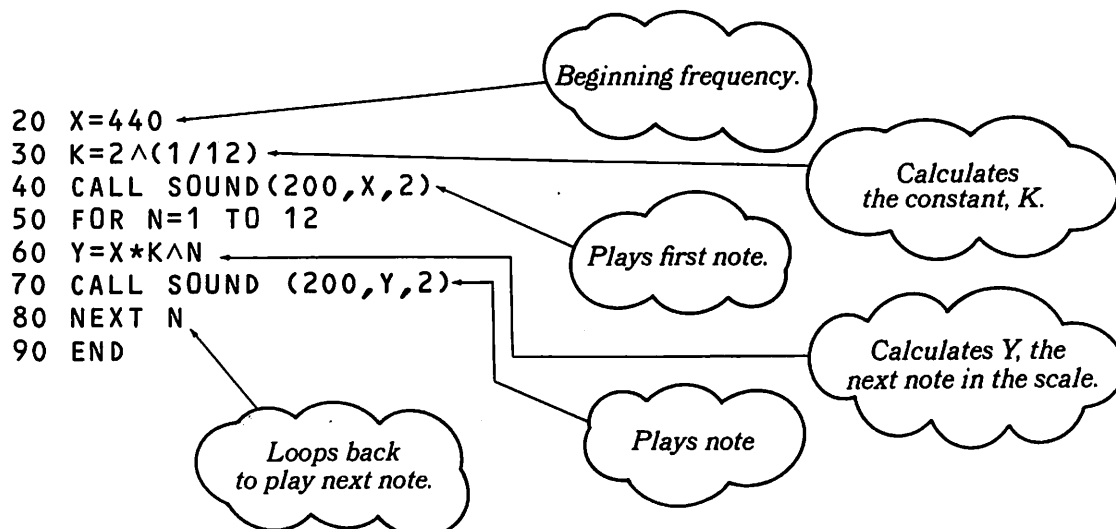 Beginning frequency.
20 X=440
30 K=2^(1/12)
40 CALL SOUND(200,X,2)
50 FOR N=1 TO 12
60 Y=X*K^N
70 CALL SOUND (200,Y,2)
80 NEXT N
90 END
Calculates
the constant, K.
Plays first note.
Calculates Y, the
next note in the scale.
Plays note
Loops back
to play next note.